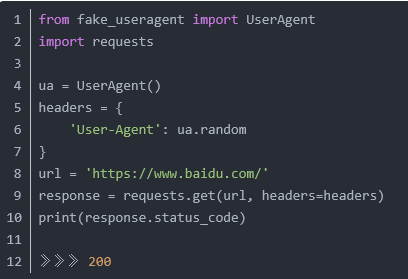 1 from fake_useragent import UserAgent
2 import requests
3
4 ua = UserAgent()
5 headers = {
6     'User-Agent': ua.random
7 }
8 url = 'https://www.baidu.com/'
9 response = requests.get(url, headers=headers)
10 print(response.status_code)
11
12 》》》 200